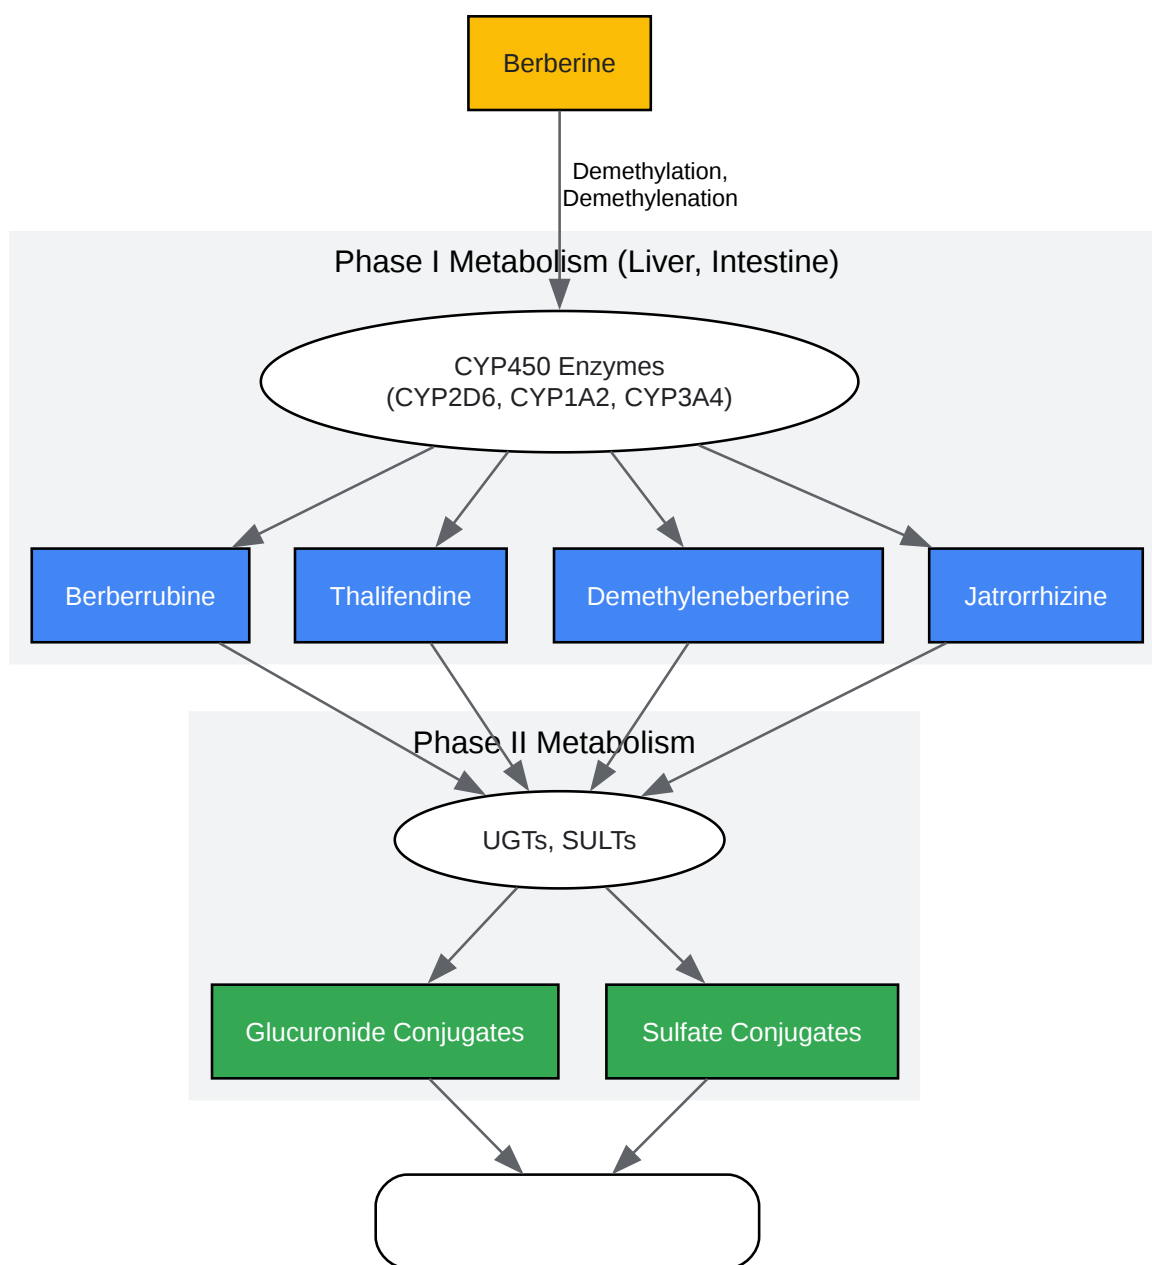 Berberine
Demethylation,
Demethylenation
Phase I Metabolism (Liver, Intestine)
CYP450 Enzymes
(CYP2D6, CYP1A2, CYP3A4)
Berberrubine
Thalifendine
Demethyleneberberine
Jatrorrhizine
Phase II Metabolism
UGTs, SULTs
Glucuronide Conjugates
Sulfate Conjugates